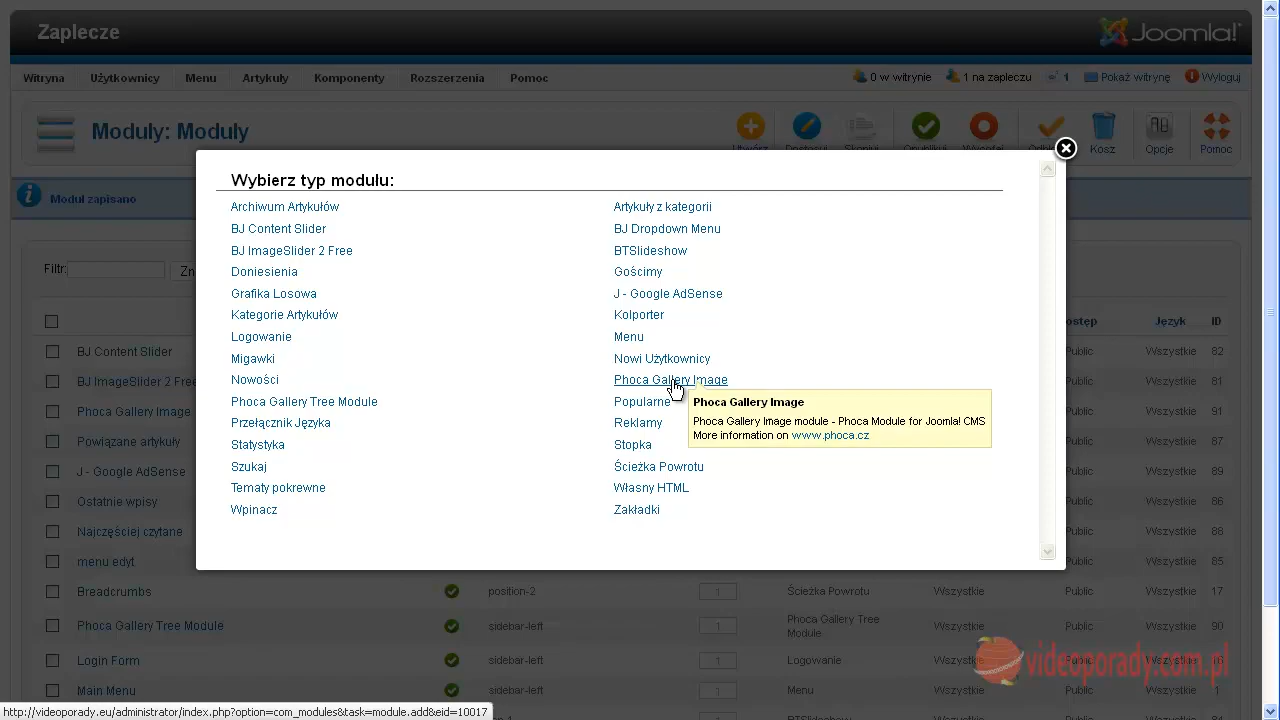 Zaplecze
Joomla!
Witryna Użytkownicy Menu Artykuły Komponenty Rozszerzenia Pomoc
0 w witrynie 1 na zapleczu 1 Pokaż witrynę Wyloguj
Moduły: Moduły
Kosz Opcje Pomoc
Moduł zapisano
Wybierz typ modułu:
Archiwum Artykułów Artykuły z kategorii
BJ Content Slider BJ Dropdown Menu
BJ ImageSlider 2 Free BTSlideshow
Doniesienia Gośćimy
Grafika Losowa J - Google AdSense
Kategorie Artykułów Kolporter
Logowanie Menu
Migawki Nowi Użytkownicy
Nowości Phoca Gallery Image
Phoca Gallery Tree Module Popularne
Przełącznik Języka Reklamy
Statystyka Stopka
Szukaj Ścieżka Powrotu
Tematy pokrewne Własny HTML
Wpinacz Zakładki
Phoca Gallery Image
Phoca Gallery Image module - Phoca Module for Joomla! CMS
More information on www.phoca.cz
Filtr:
Język ID
BJ Content Slider Public Wszystkie 82
BJ ImageSlider 2 Free Public Wszystkie 81
Phoca Gallery Image Public Wszystkie 91
Powiązane artykuły Public Wszystkie 87
J - Google AdSense Public Wszystkie 89
Ostatnie wpisy Public Wszystkie 86
Najczęściej czytane Public Wszystkie 88
menu edyt Public Wszystkie 85
Breadcrumbs position-2 1 Ścieżka Powrotu Wszystkie Public Wszystkie 17
Phoca Gallery Tree Module sidebar-left 1 Phoca Gallery Tree Module Wszystkie Public Wszystkie 90
Login Form sidebar-left 1 Logowanie Wszystkie Public Wszystkie
Main Menu sidebar-left 1 Menu Wszystkie Public Wszystkie 1
videoporady.com.pl
http://videoporady.eu/administrator/index.php?option=com_modules&task=module.add&eid=10017